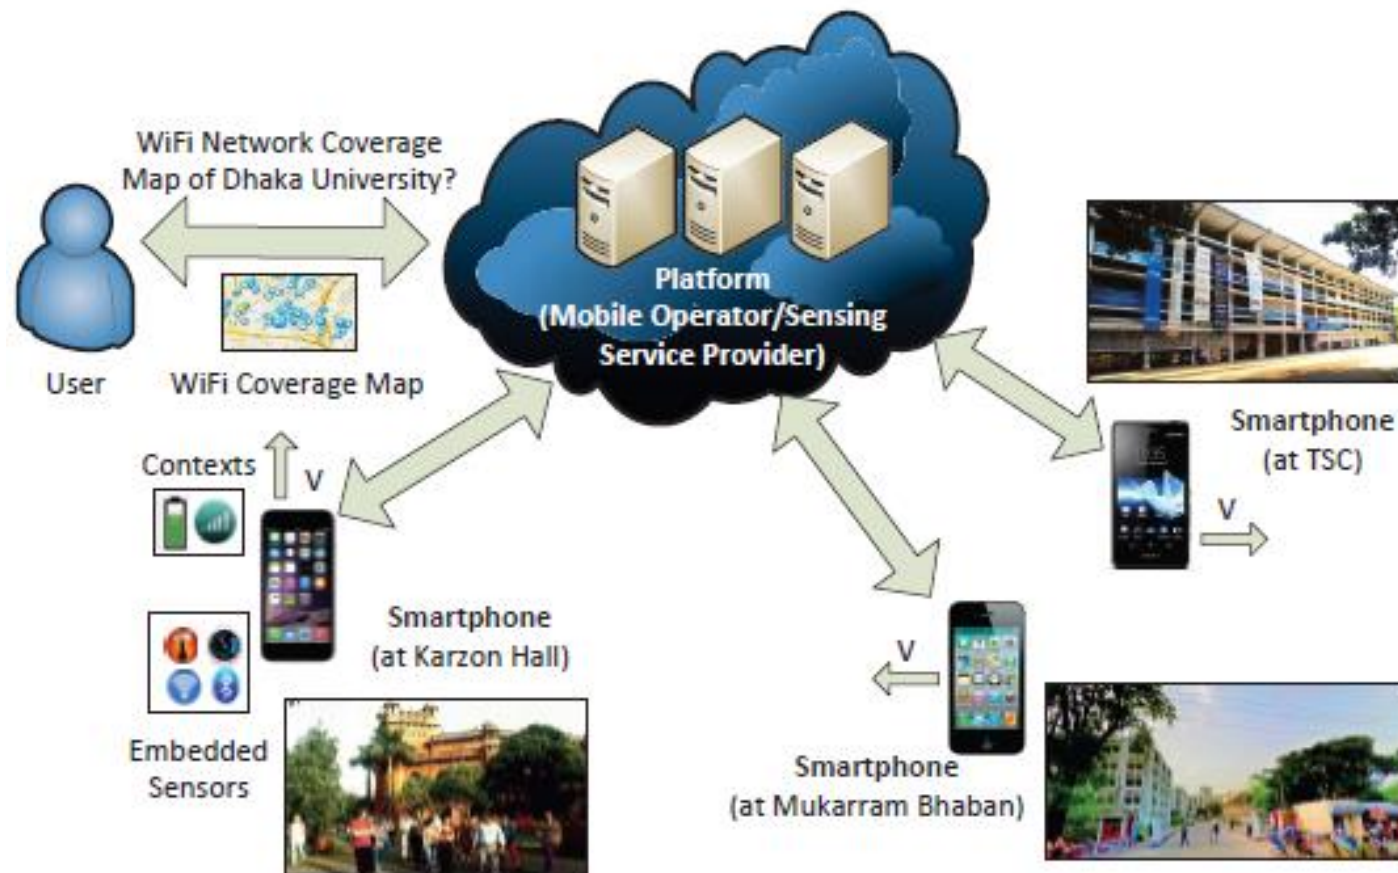 WiFi Network Coverage
Map of Dhaka University?
Platform
(Mobile Operator/Sensing
Service Provider)
User
WiFi Coverage Map
Contexts
V
Smartphone
(at TSC)
V
Smartphone
(at Karzon Hall)
V
Embedded
Sensors
Smartphone
(at Mukarram Bhaban)